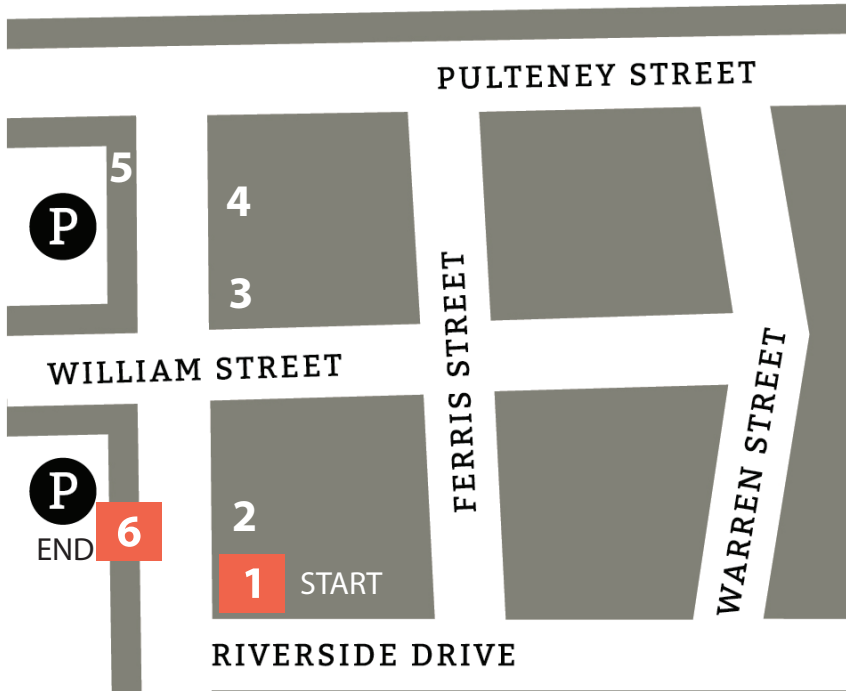 PULTENEY STREET
5
P
4
3
FERRIS STREET
WILLIAM STREET
WARREN STREET
P
2
6
END
1 START
RIVERSIDE DRIVE